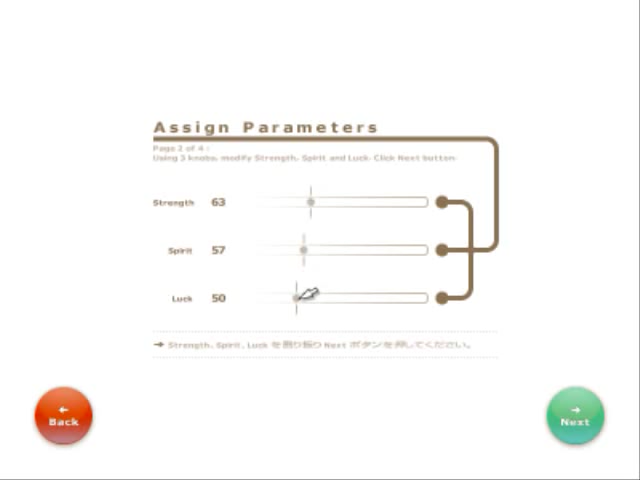 Assign Parameters
Page 2 of 4 :
Using 3 knobs, modify Strength, Spirit and Luck. Click Next button.
Strength 63
Spirit 57
Luck 50
➔ Strength, Spirit, Luck を割り振り Next ボタンを押してください。
← Back
→ Next